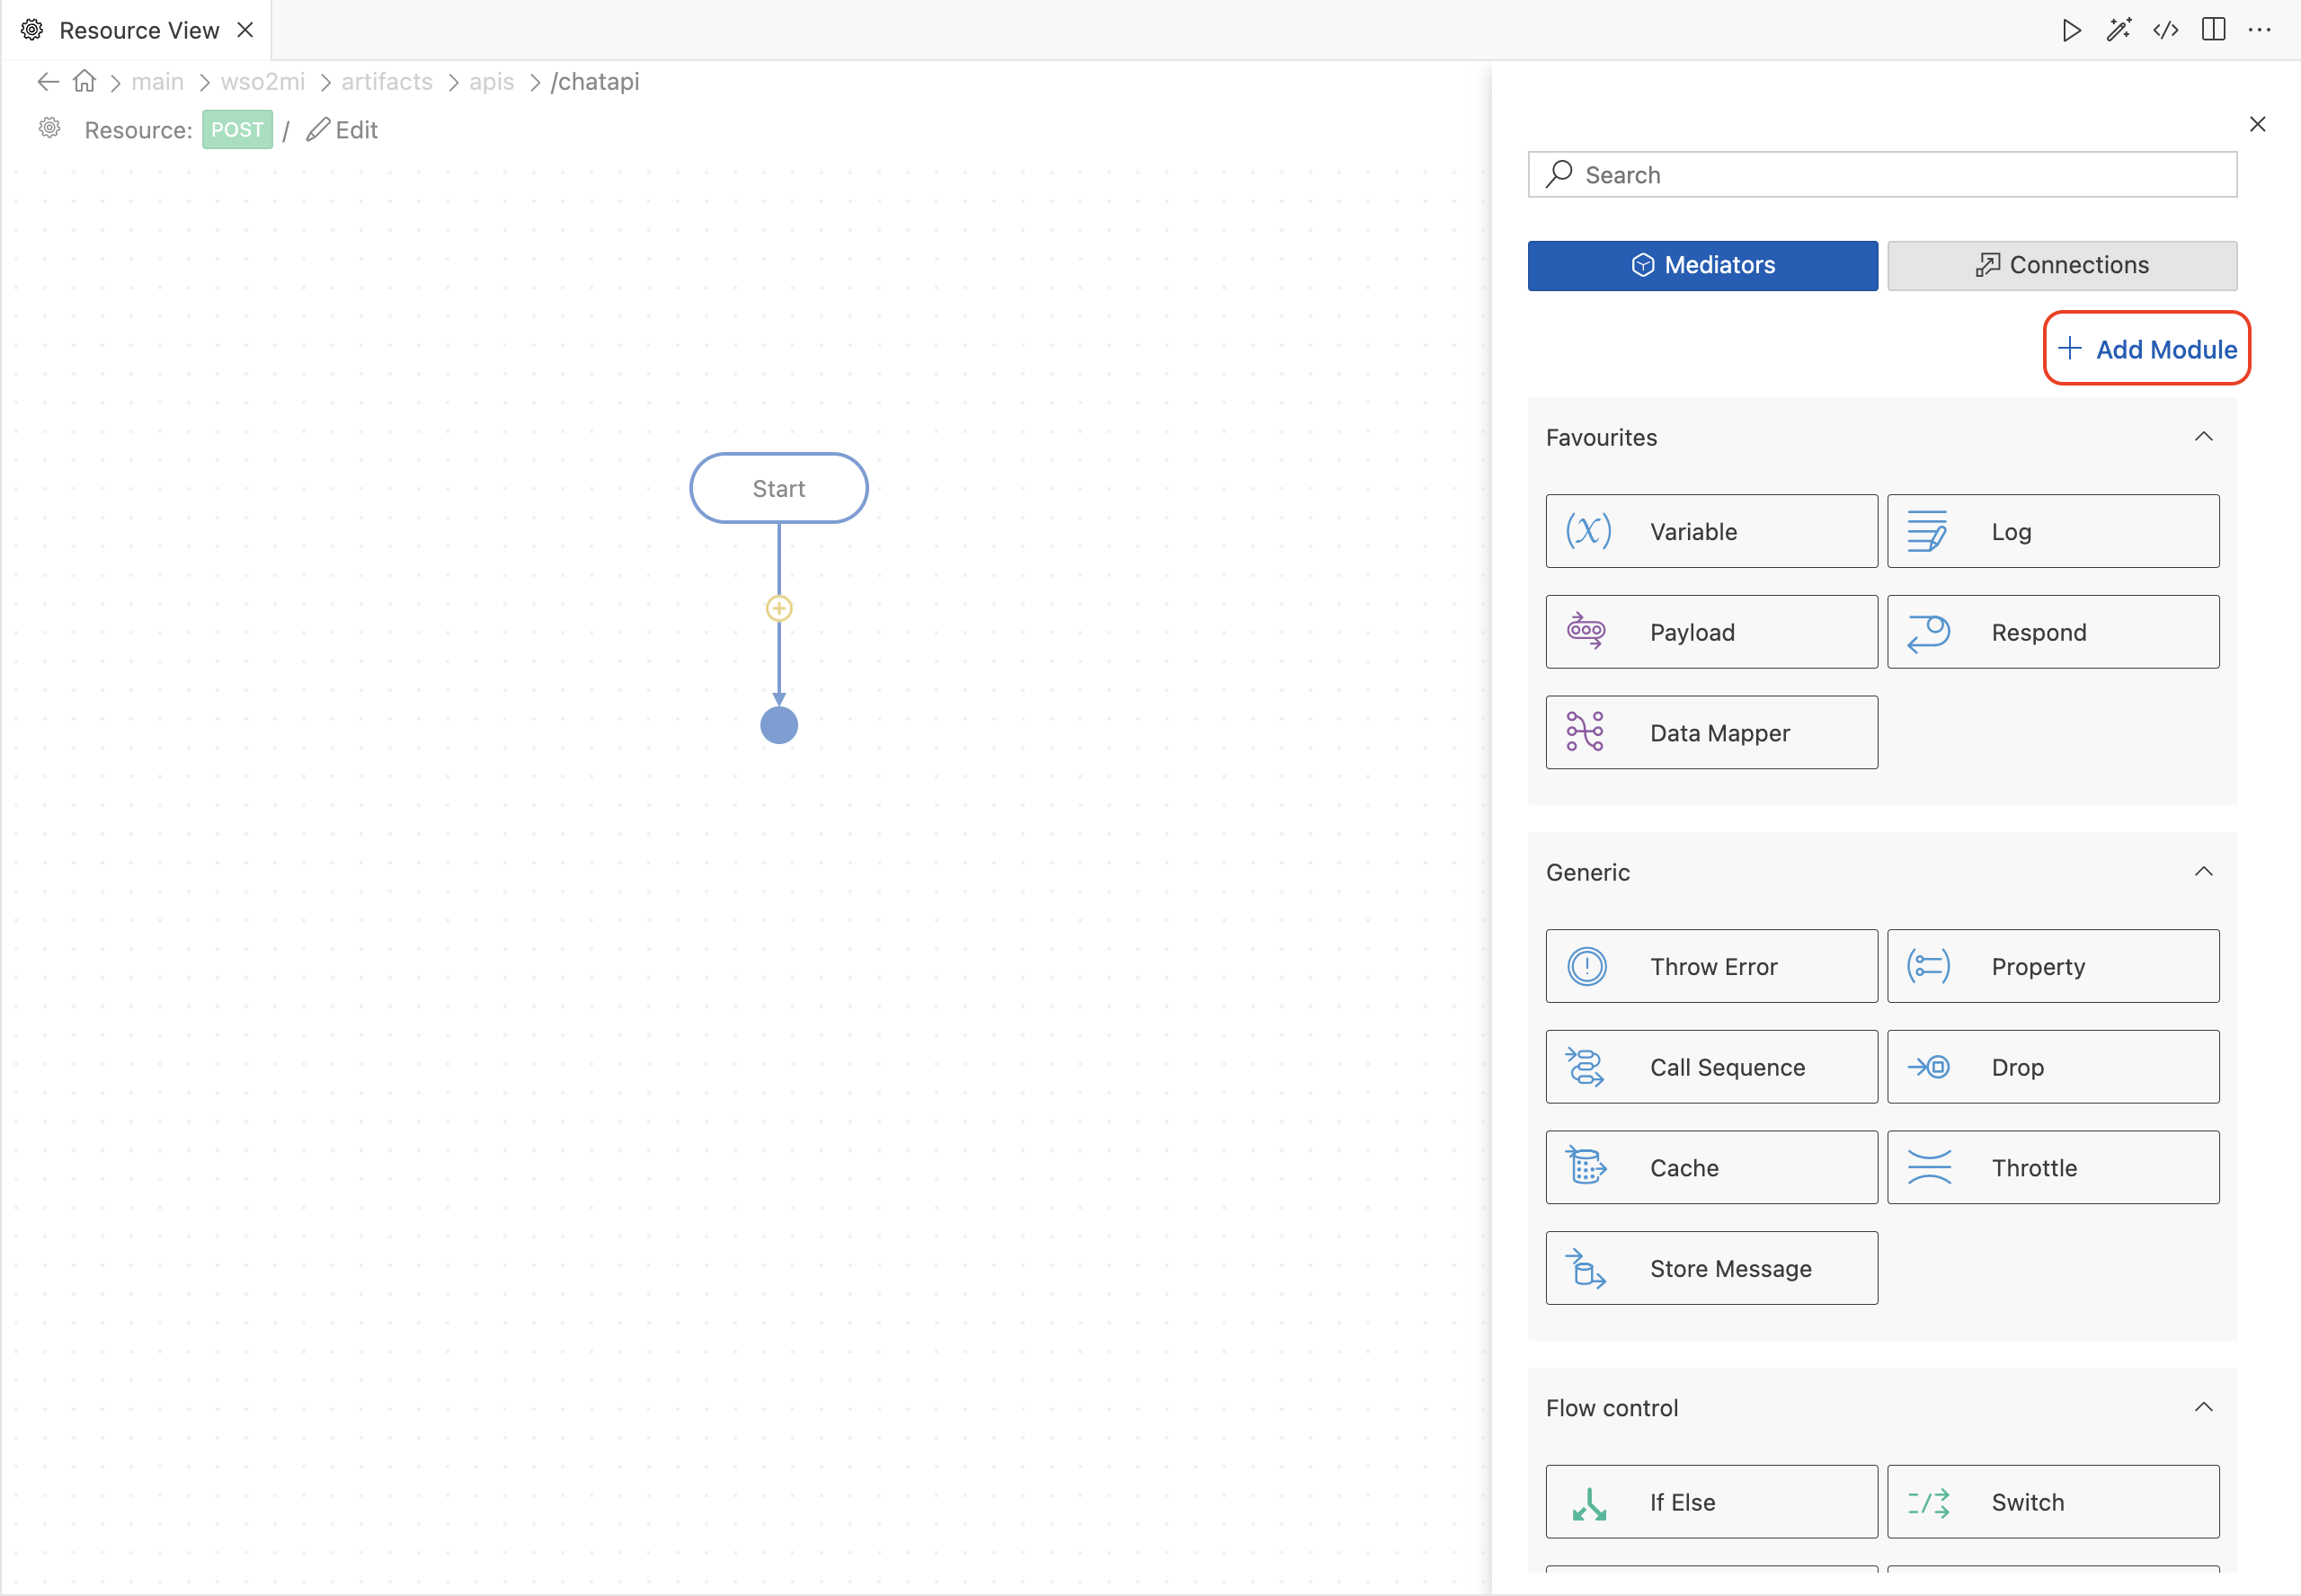 Resource View
main > wso2mi > artifacts > apis > /chatapi
Resource: POST / Edit
Start
Search
Mediators
Connections
+ Add Module
Favourites
Variable
Log
Payload
Respond
Data Mapper
Generic
Throw Error
Property
Call Sequence
Drop
Cache
Throttle
Store Message
Flow control
If Else
Switch